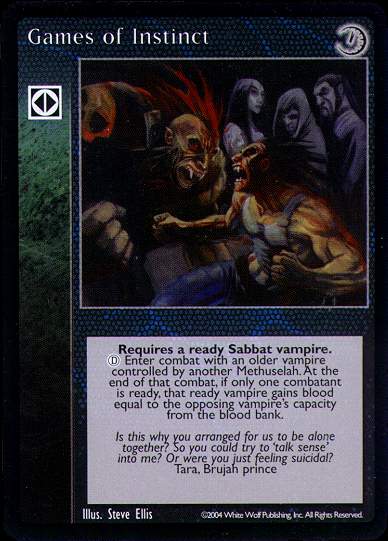 Games of Instinct
Requires a ready Sabbat vampire.
Ⓓ Enter combat with an older vampire
controlled by another Methuselah. At the
end of that combat, if only one combatant
is ready, that ready vampire gains blood
equal to the opposing vampire's capacity
from the blood bank.
Is this why you arranged for us to be alone
together? So you could try to 'talk sense'
into me? Or were you just feeling suicidal?
Tara, Brujah prince
Illus. Steve Ellis
©2004 White Wolf Publishing, Inc. All Rights Reserved.